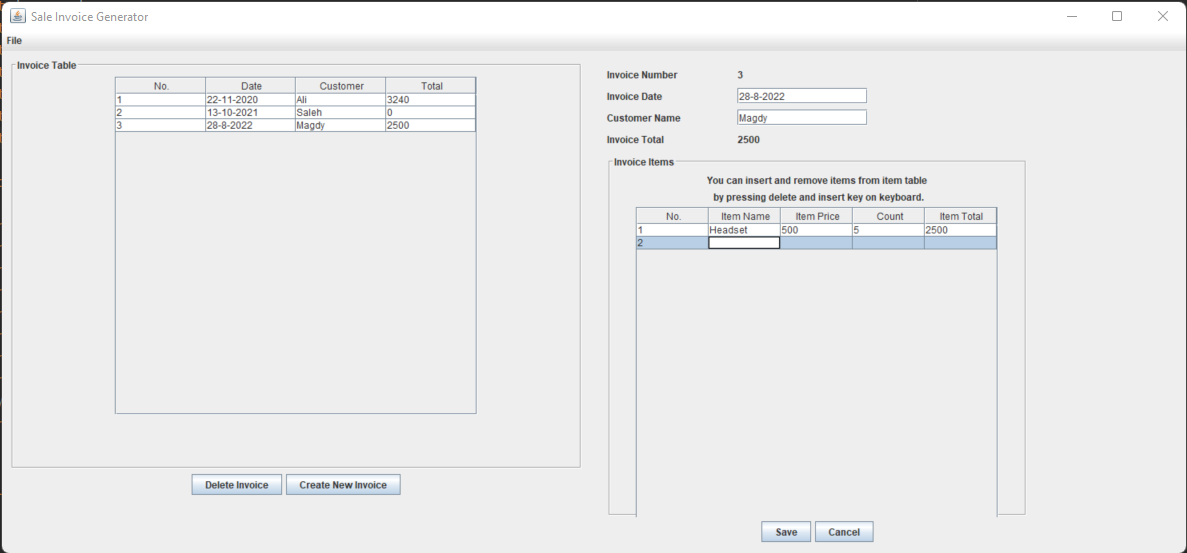 Sale Invoice Generator
File
Invoice Table
No. Date Customer Total
1 22-11-2020 Ali 3240
2 13-10-2021 Saleh 0
3 28-8-2022 Magdy 2500
Delete Invoice Create New Invoice
Invoice Number 3
Invoice Date 28-8-2022
Customer Name Magdy
Invoice Total 2500
Invoice Items
You can insert and remove items from item table
by pressing delete and insert key on keyboard.
No. Item Name Item Price Count Item Total
1 Headset 500 5 2500
2
Save Cancel